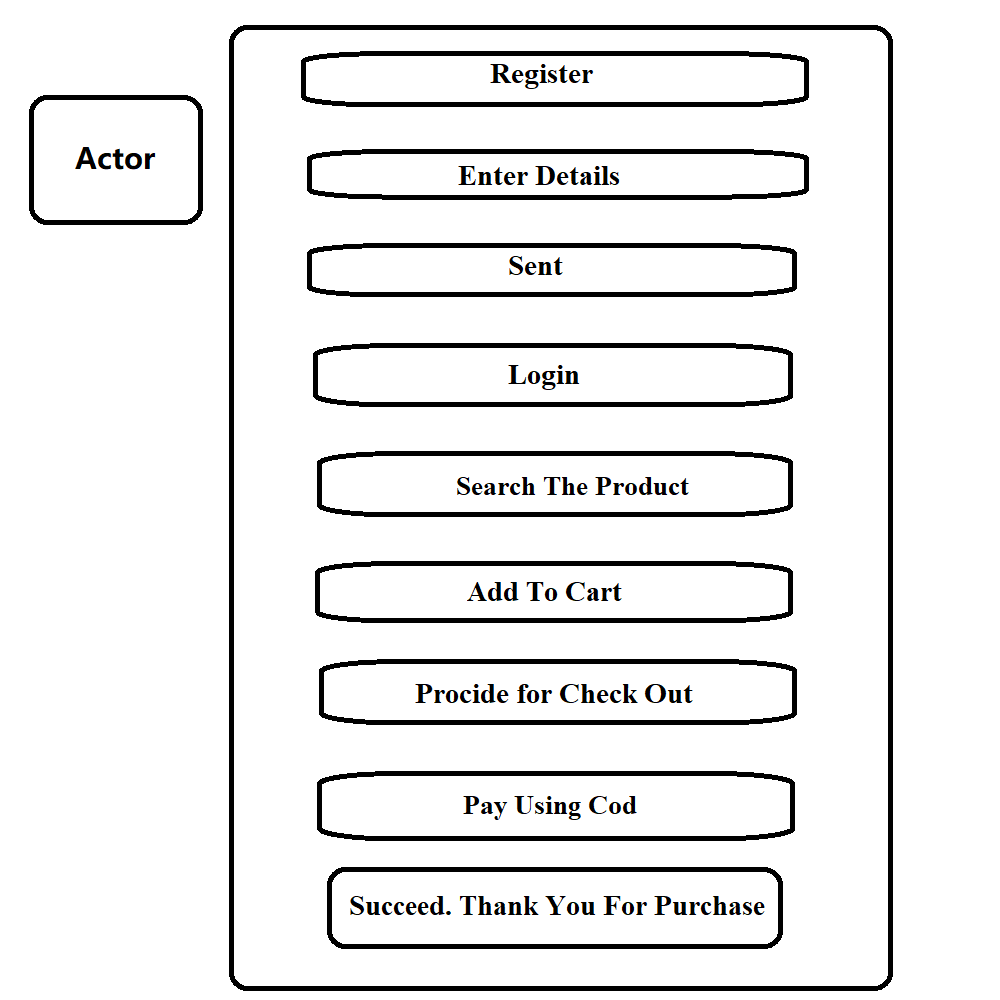 Register
Actor
Enter Details
Sent
Login
Search The Product
Add To Cart
Procide for Check Out
Pay Using Cod
Succeed. Thank You For Purchase